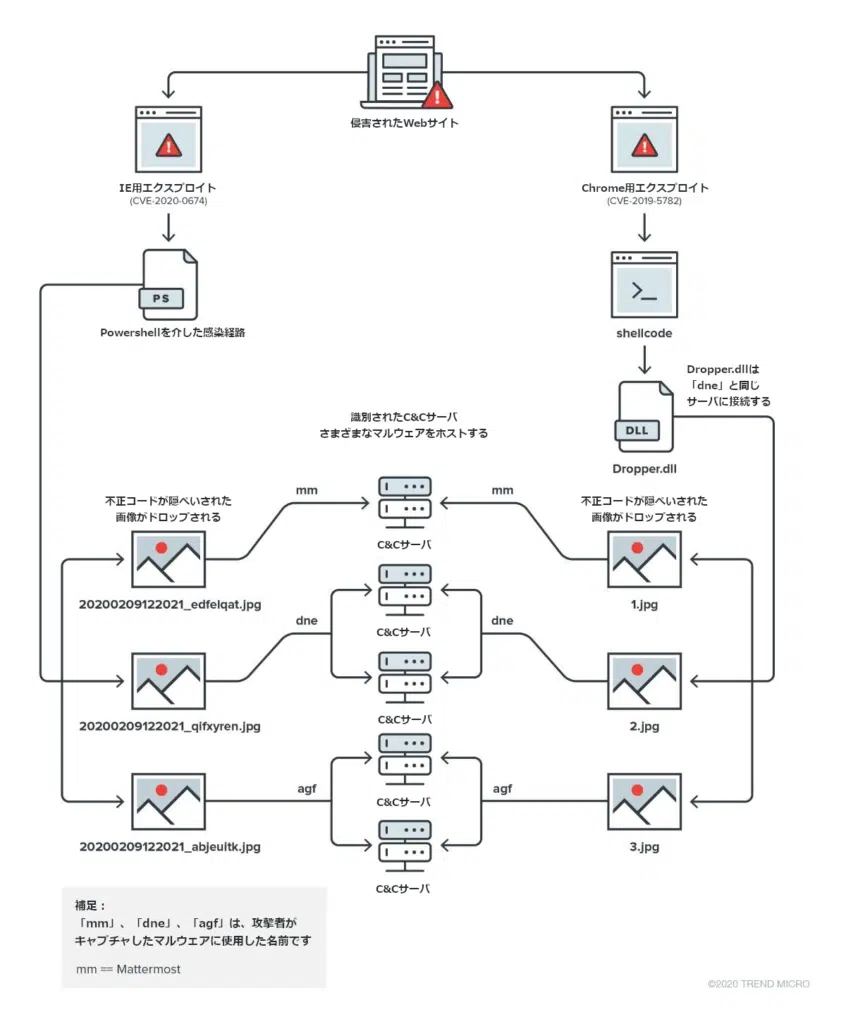 侵害されたWebサイト
IE用エクスプロイト
(CVE-2020-0674)
Chrome用エクスプロイト
(CVE-2019-5782)
PS
Powershellを介した感染経路
shellcode
Dropper.dllは
「dne」と同じ
サーバに接続する
DLL
Dropper.dll
識別されたC&Cサーバ
さまざまなマルウェアをホストする
不正コードが隠ぺいされた
画像がドロップされる
mm
mm
不正コードが隠ぺいされた
画像がドロップされる
C&Cサーバ
20200209122021_edfelqat.jpg
1.jpg
dne
dne
C&Cサーバ
20200209122021_qifxyren.jpg
C&Cサーバ
2.jpg
agf
agf
C&Cサーバ
20200209122021_abjeuitk.jpg
3.jpg
C&Cサーバ
補足：
「mm」、「dne」、「agf」は、攻撃者が
キャプチャしたマルウェアに使用した名前です
mm == Mattermost
©2020 TREND MICRO